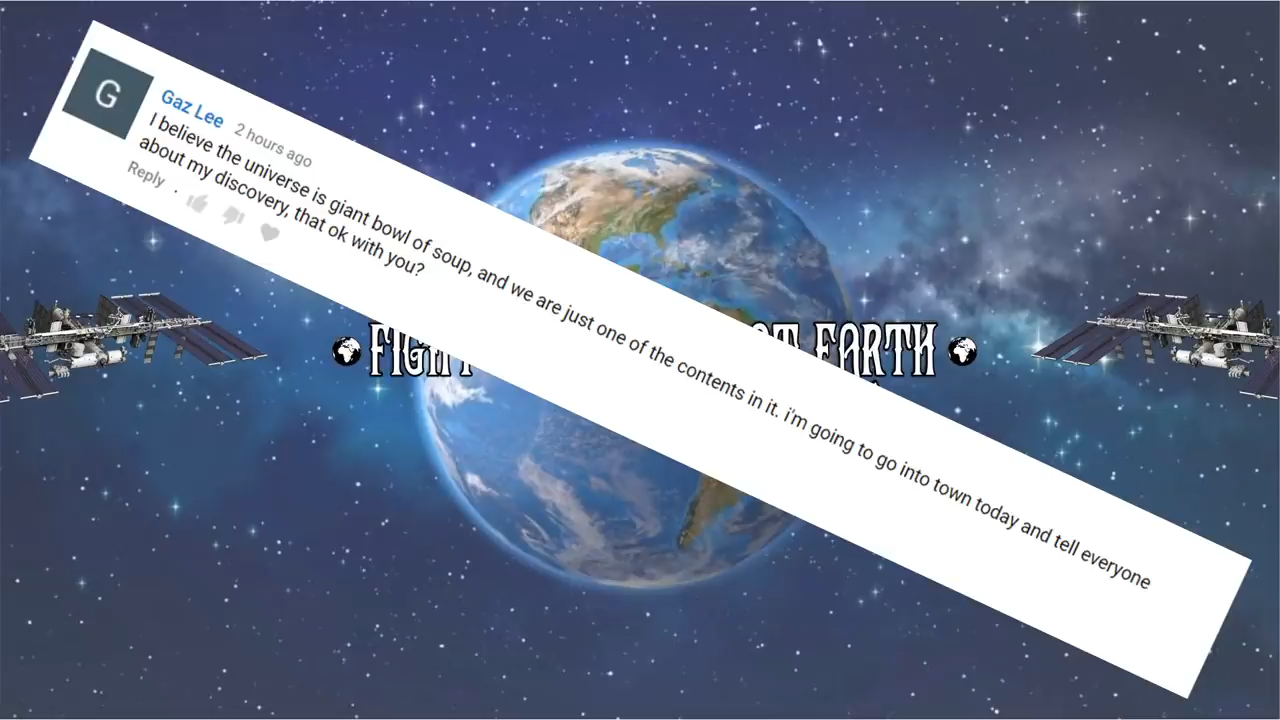 G
Gaz Lee 2 hours ago
I believe the universe is giant bowl of soup, and we are just one of the contents in it. i'm going to go into town today and tell everyone
about my discovery, that ok with you?
Reply .
EARTH